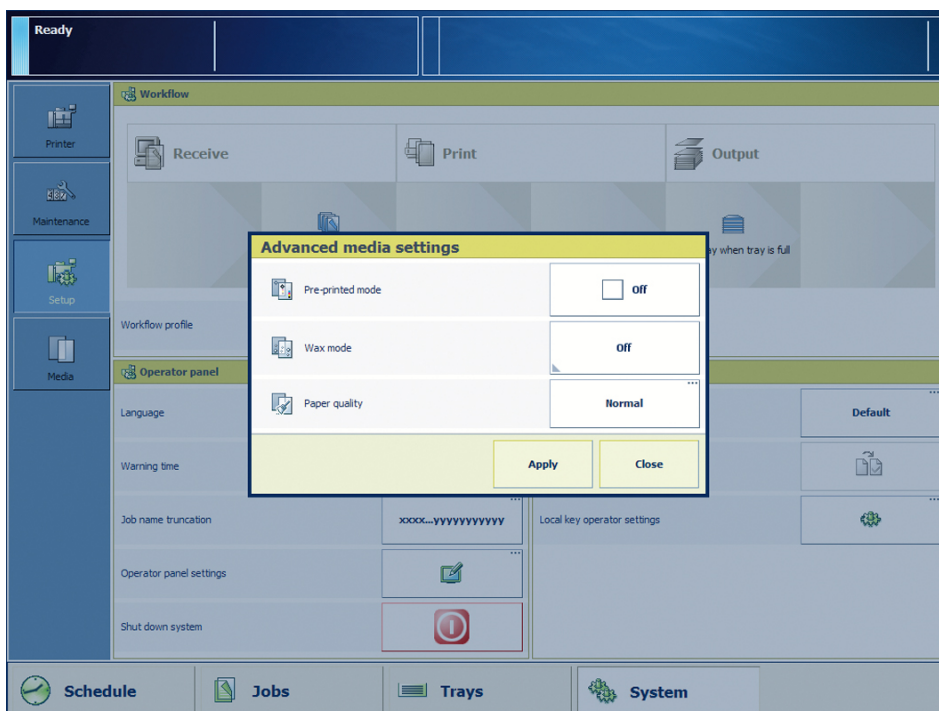 Ready
Printer
Maintenance
Setup
Media
Workflow
Receive
Print
Output
ay when tray is full
Workflow profile
Advanced media settings
Pre-printed mode
Off
Wax mode
Off
Paper quality
Normal
Apply
Close
Operator panel
Language
Warning time
Job name truncation
xxxx...yyyyyyyyyyy
Operator panel settings
Shut down system
Default
Local key operator settings
Schedule
Jobs
Trays
System